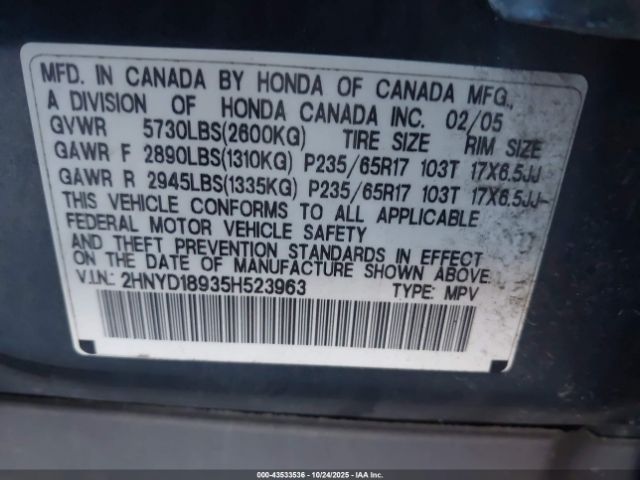 MFD. IN CANADA BY HONDA OF CANADA MFG.,
A DIVISION OF HONDA CANADA INC. 02/05
GVWR 5730LBS(2600KG) TIRE SIZE RIM SIZE
GAWR F 2890LBS(1310KG) P235/65R17 103T 17X6.5JJ
GAWR R 2945LBS(1335KG) P235/65R17 103T 17X6.5JJ
THIS VEHICLE CONFORMS TO ALL APPLICABLE
FEDERAL MOTOR VEHICLE SAFETY
AND THEFT PREVENTION STANDARDS IN EFFECT
ON THE DATE OF MANUFACTURE SHOWN ABOVE.
V.I.N.: 2HNYD18935H523963 TYPE: MPV
000-43533536 - 10/24/2025 - IAAI.com